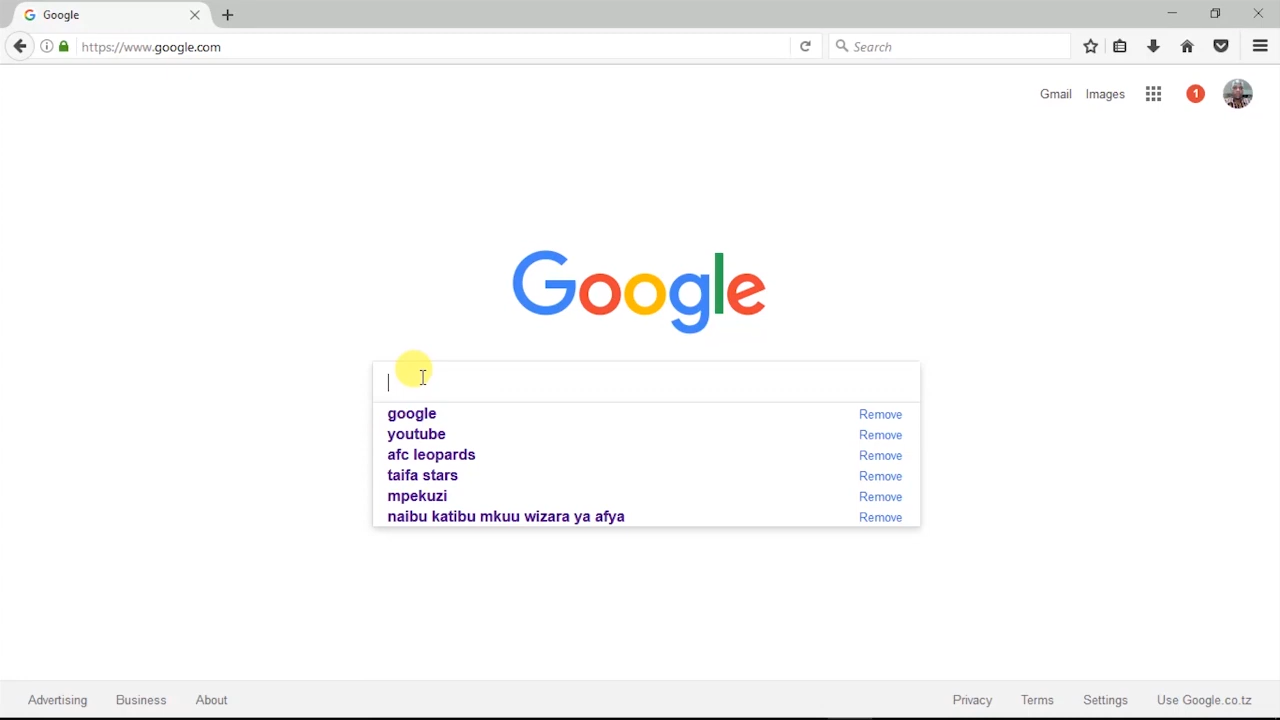 Google
https://www.google.com
Search
Gmail Images 1
Google
google Remove
youtube Remove
afc leopards Remove
taifa stars Remove
mpekuzi Remove
naibu katibu mkuu wizara ya afya Remove
Advertising Business About Privacy Terms Settings Use Google.co.tz